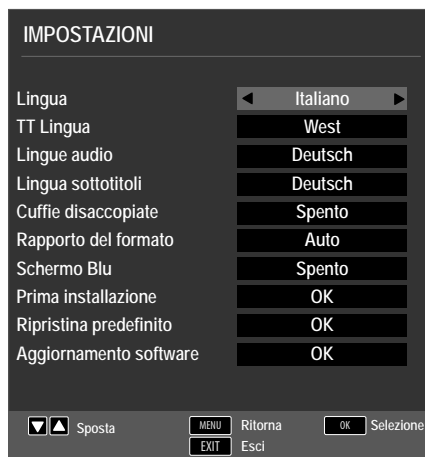 IMPOSTAZIONI
Lingua Italiano
TT Lingua West
Lingue audio Deutsch
Lingua sottotitoli Deutsch
Cuffie disaccopiate Spento
Rapporto del formato Auto
Schermo Blu Spento
Prima installazione OK
Ripristina predefinito OK
Aggiornamento software OK
Sposta MENU Ritorna OK Selezione
EXIT Esci